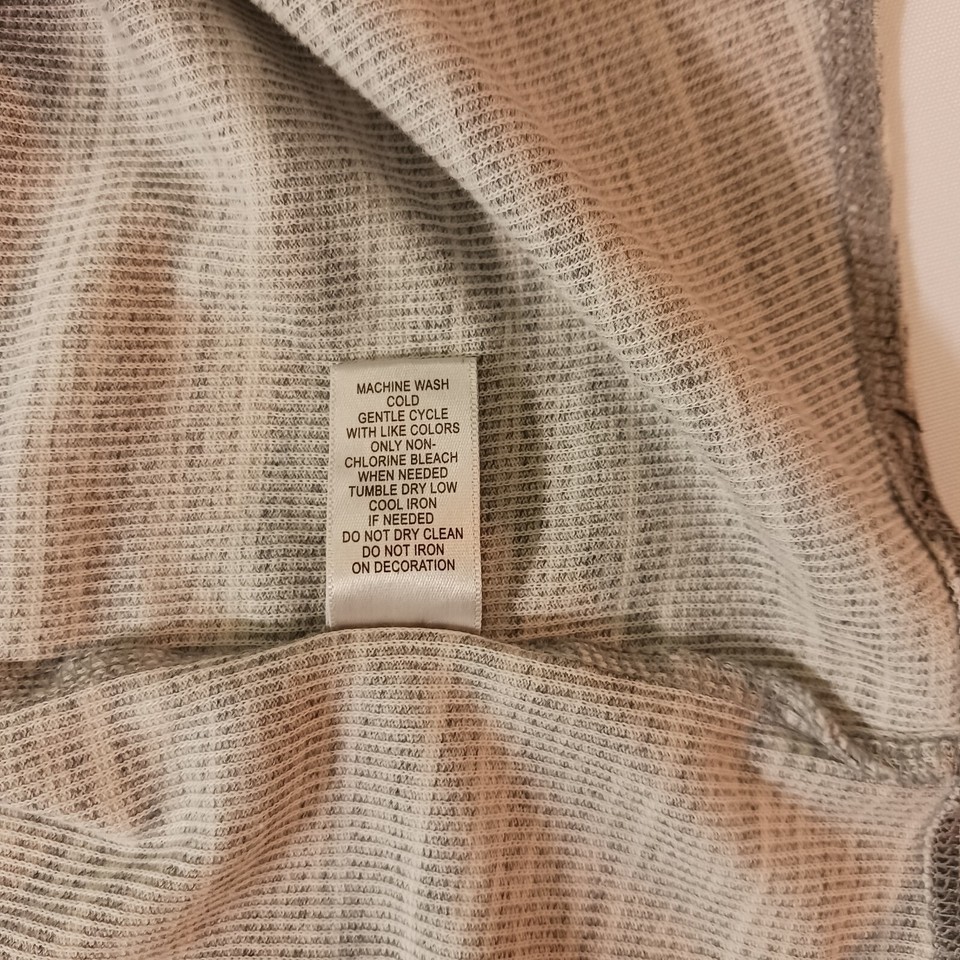 MACHINE WASH
COLD
GENTLE CYCLE
WITH LIKE COLORS
ONLY NON-
CHLORINE BLEACH
WHEN NEEDED
TUMBLE DRY LOW
COOL IRON
IF NEEDED
DO NOT DRY CLEAN
DO NOT IRON
ON DECORATION